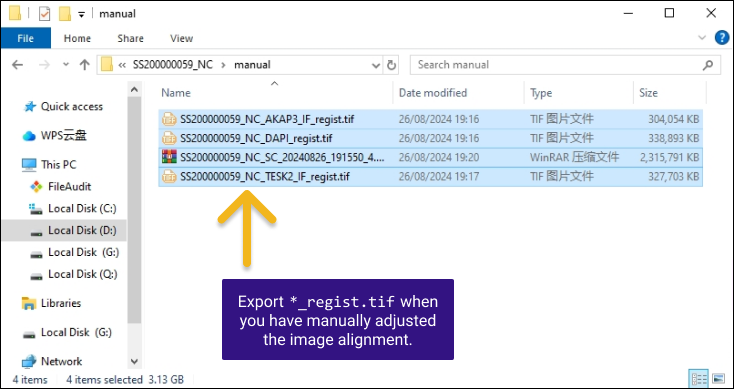 manual
File Home Share View
SS200000059_NC manual Search manual
Name Date modified Type Size
Quick access
WPS云盘
This PC
FileAudit
Local Disk (C:)
Local Disk (D:)
Local Disk (G:)
Local Disk (Q:)
Libraries
Local Disk (G:)
Network
SS200000059_NC_AKAP3_IF_regist.tif 26/08/2024 19:16 TIF 图片文件 304,054 KB
SS200000059_NC_DAPI_regist.tif 26/08/2024 19:16 TIF 图片文件 338,893 KB
SS200000059_NC_SC_20240826_191550_4.... 26/08/2024 19:20 WinRAR 压缩文件 2,315,791 KB
SS200000059_NC_TESK2_IF_regist.tif 26/08/2024 19:17 TIF 图片文件 327,703 KB
Export *_regist.tif when
you have manually adjusted
the image alignment.
4 items 4 items selected 3.13 GB